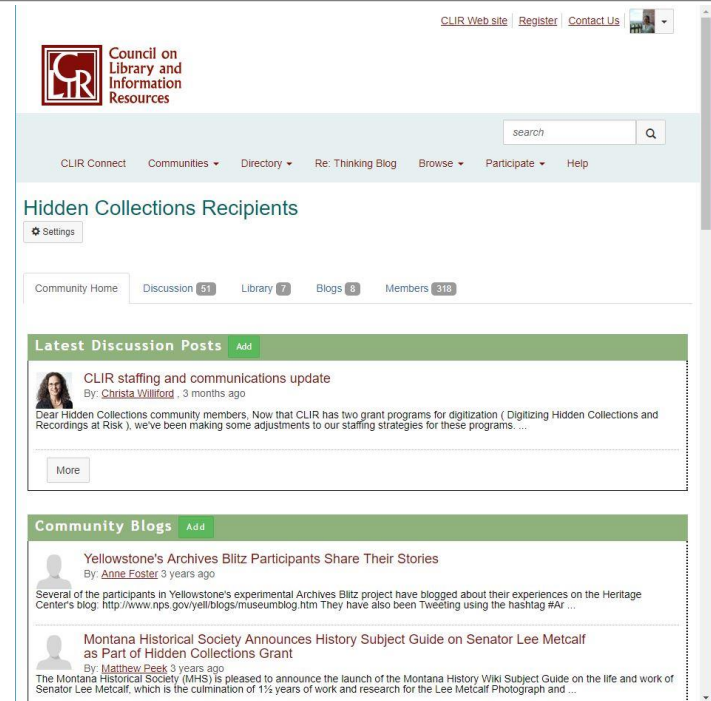 CLIR Web site Register Contact Us
CLIR
Council on
Library and
Information
Resources
search
CLIR Connect Communities Directory Re: Thinking Blog Browse Participate Help
Hidden Collections Recipients
Settings
Community Home Discussion 51 Library 7 Blogs 8 Members 318
Latest Discussion Posts Add
CLIR staffing and communications update
By: Christa Williford , 3 months ago
Dear Hidden Collections community members, Now that CLIR has two grant programs for digitization ( Digitizing Hidden Collections and
Recordings at Risk ), we've been making some adjustments to our staffing strategies for these programs. ...
More
Community Blogs Add
Yellowstone's Archives Blitz Participants Share Their Stories
By: Anne Foster 3 years ago
Several of the participants in Yellowstone's experimental Archives Blitz project have blogged about their experiences on the Heritage
Center's blog: http://www.nps.gov/yell/blogs/museumblog.htm They have also been Tweeting using the hashtag #Ar ...
Montana Historical Society Announces History Subject Guide on Senator Lee Metcalf
as Part of Hidden Collections Grant
By: Matthew Peek 3 years ago
The Montana Historical Society (MHS) is pleased to announce the launch of the Montana History Wiki Subject Guide on the life and work of
Senator Lee Metcalf, which is the culmination of 1½ years of work and research for the Lee Metcalf Photograph and ...